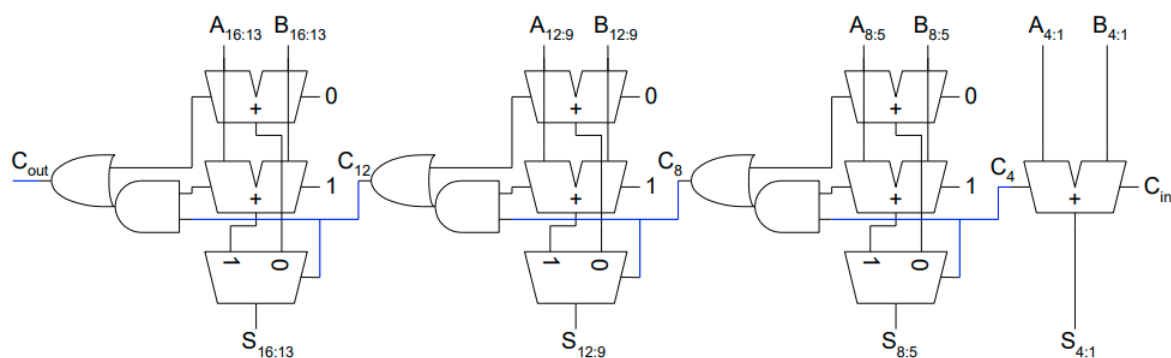 A16:13 B16:13 A12:9 B12:9 A8:5 B8:5 A4:1 B4:1
0 0 0
+ + +
Cout C12 C8 C4
1 1 1 Cin
+ + + +
1 0 1 0 1 0
S16:13 S12:9 S8:5 S4:1